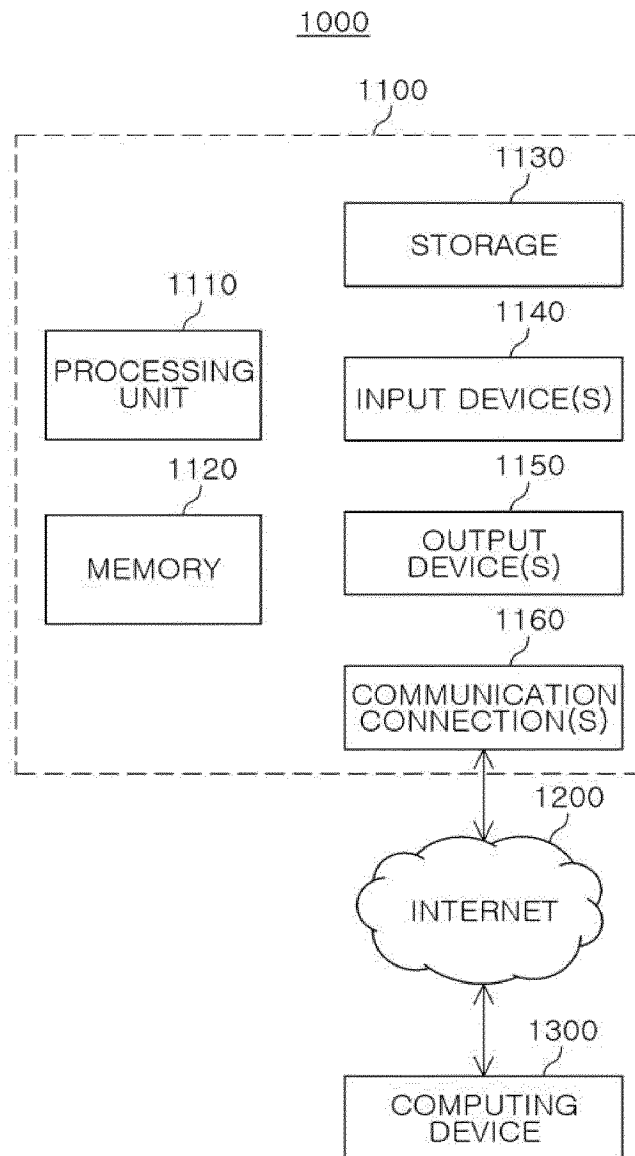 1000
1100
1130
STORAGE
1110
PROCESSING
UNIT
1140
INPUT DEVICE(S)
1120
MEMORY
1150
OUTPUT
DEVICE(S)
1160
COMMUNICATION
CONNECTION(S)
1200
INTERNET
1300
COMPUTING
DEVICE